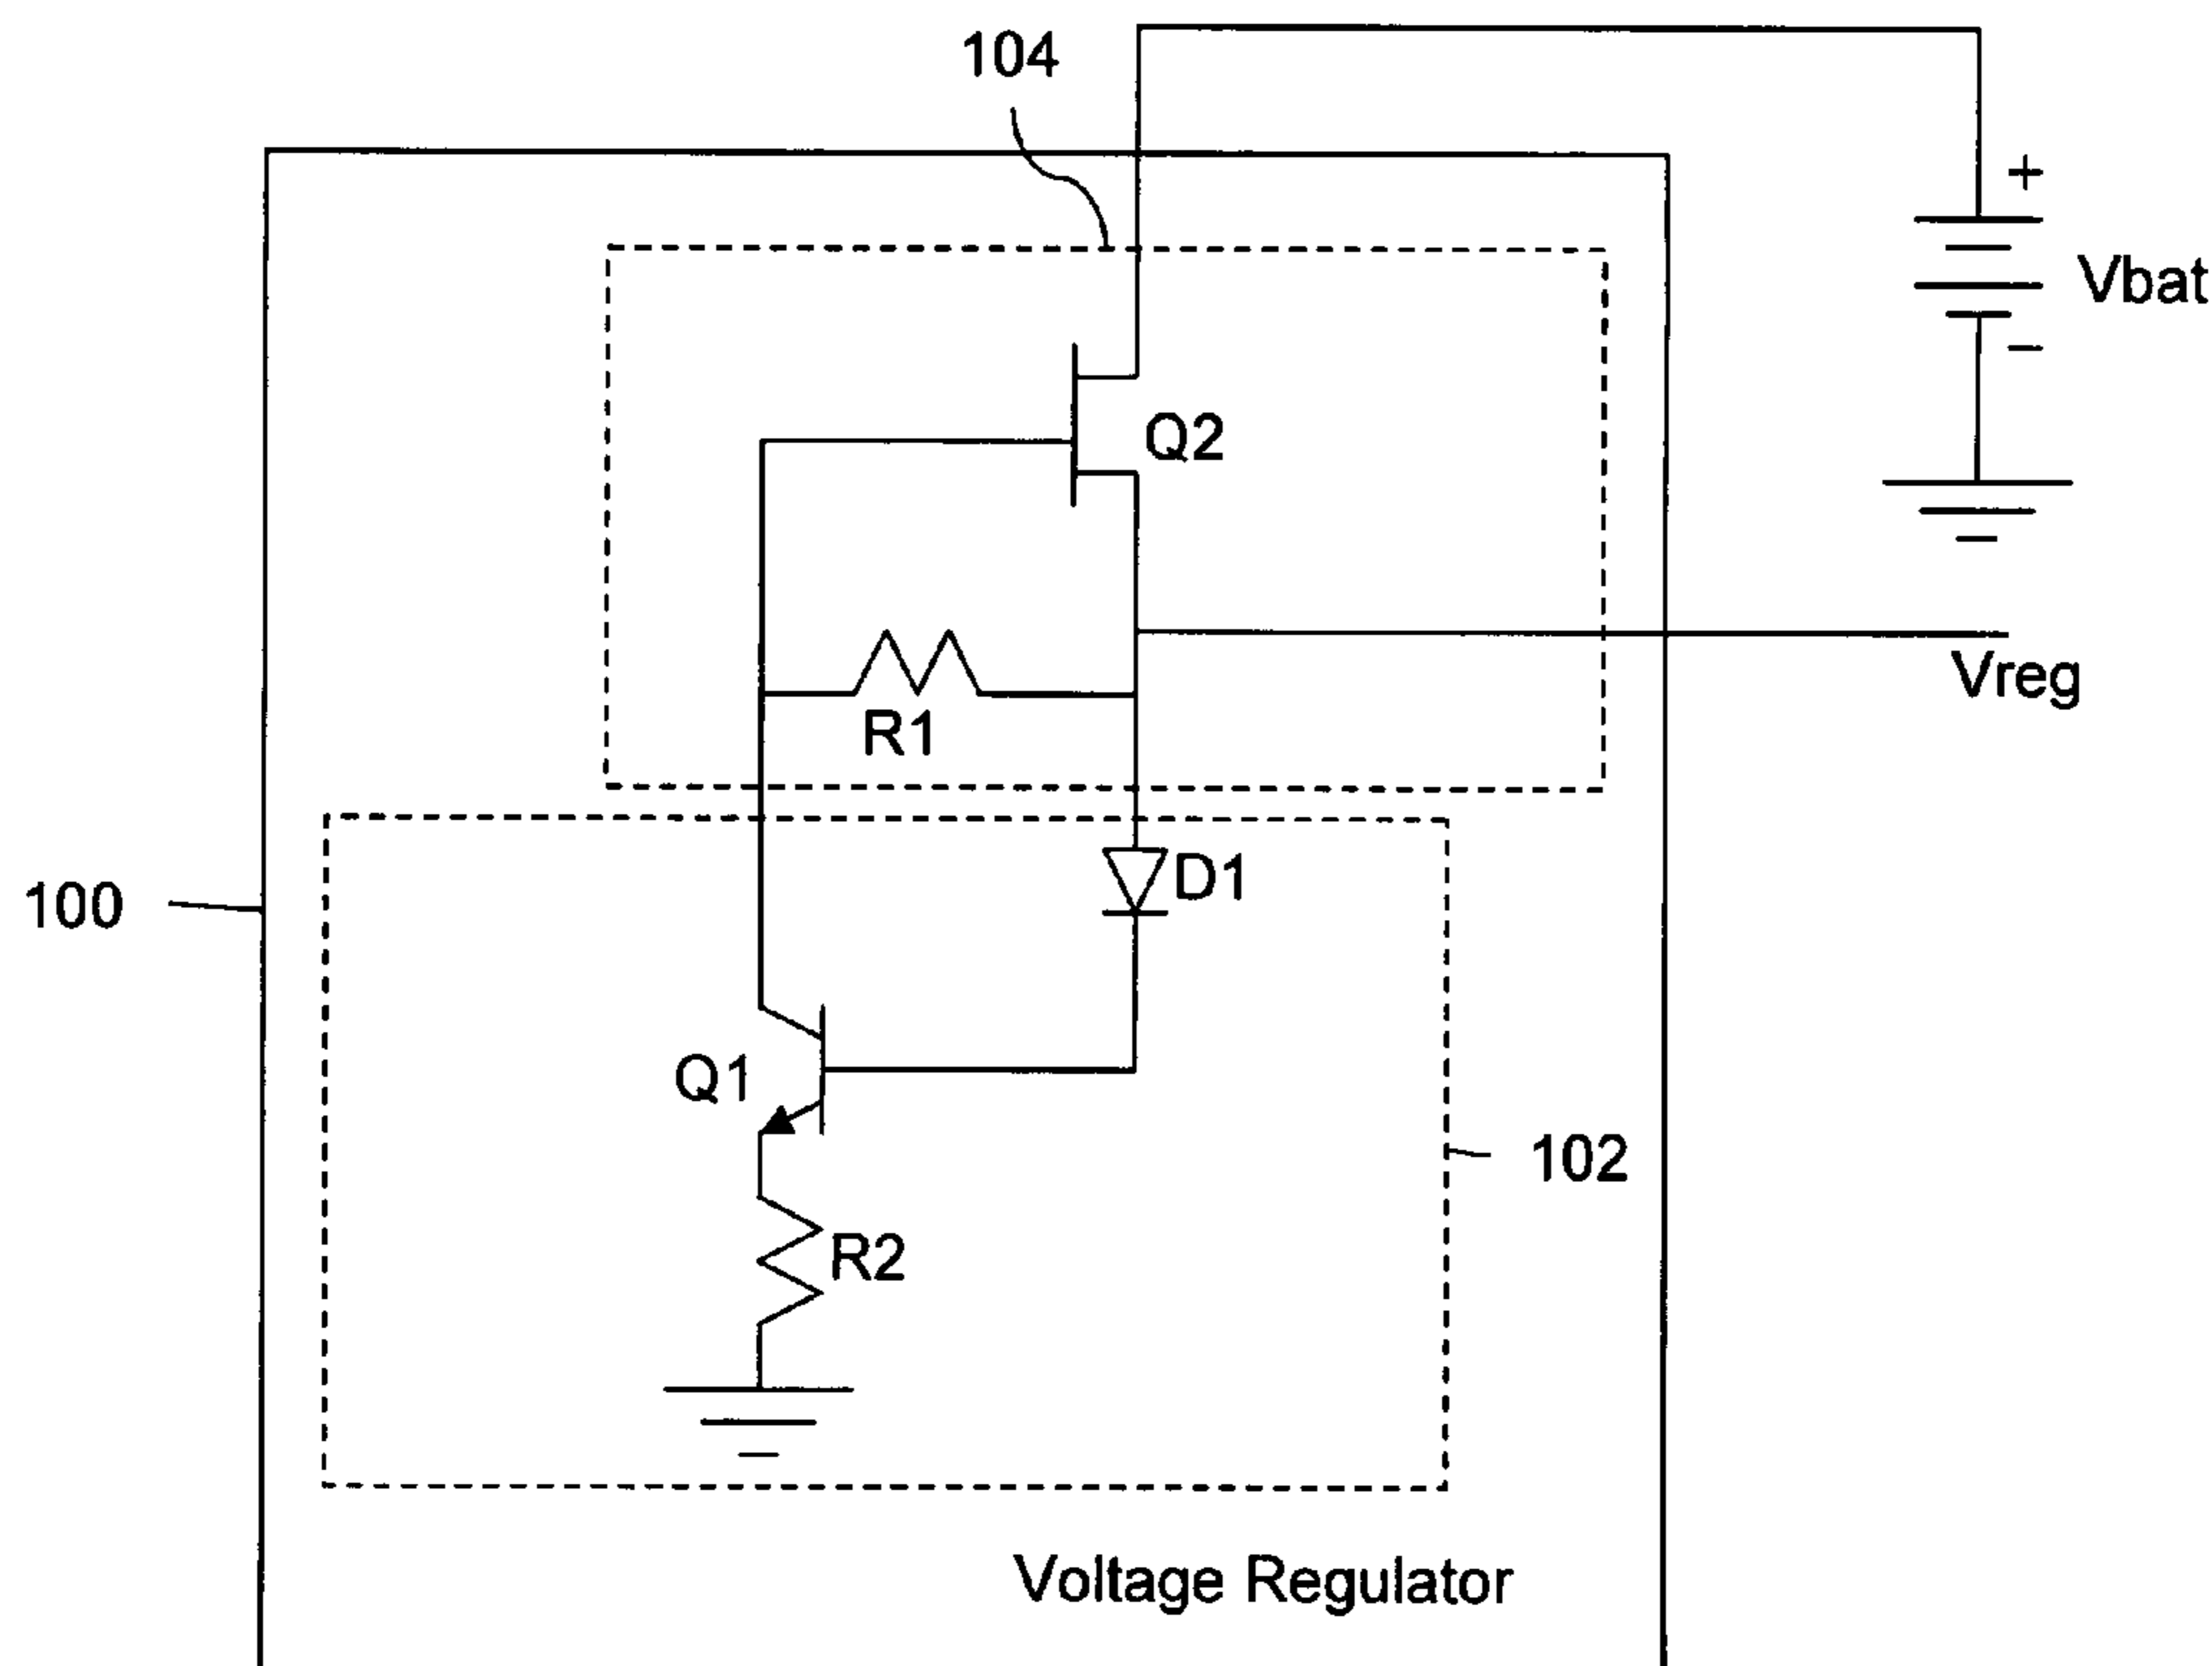 104
+
Vbat
−
Q2
Vreg
R1
D1
100
Q1
102
R2
Voltage Regulator